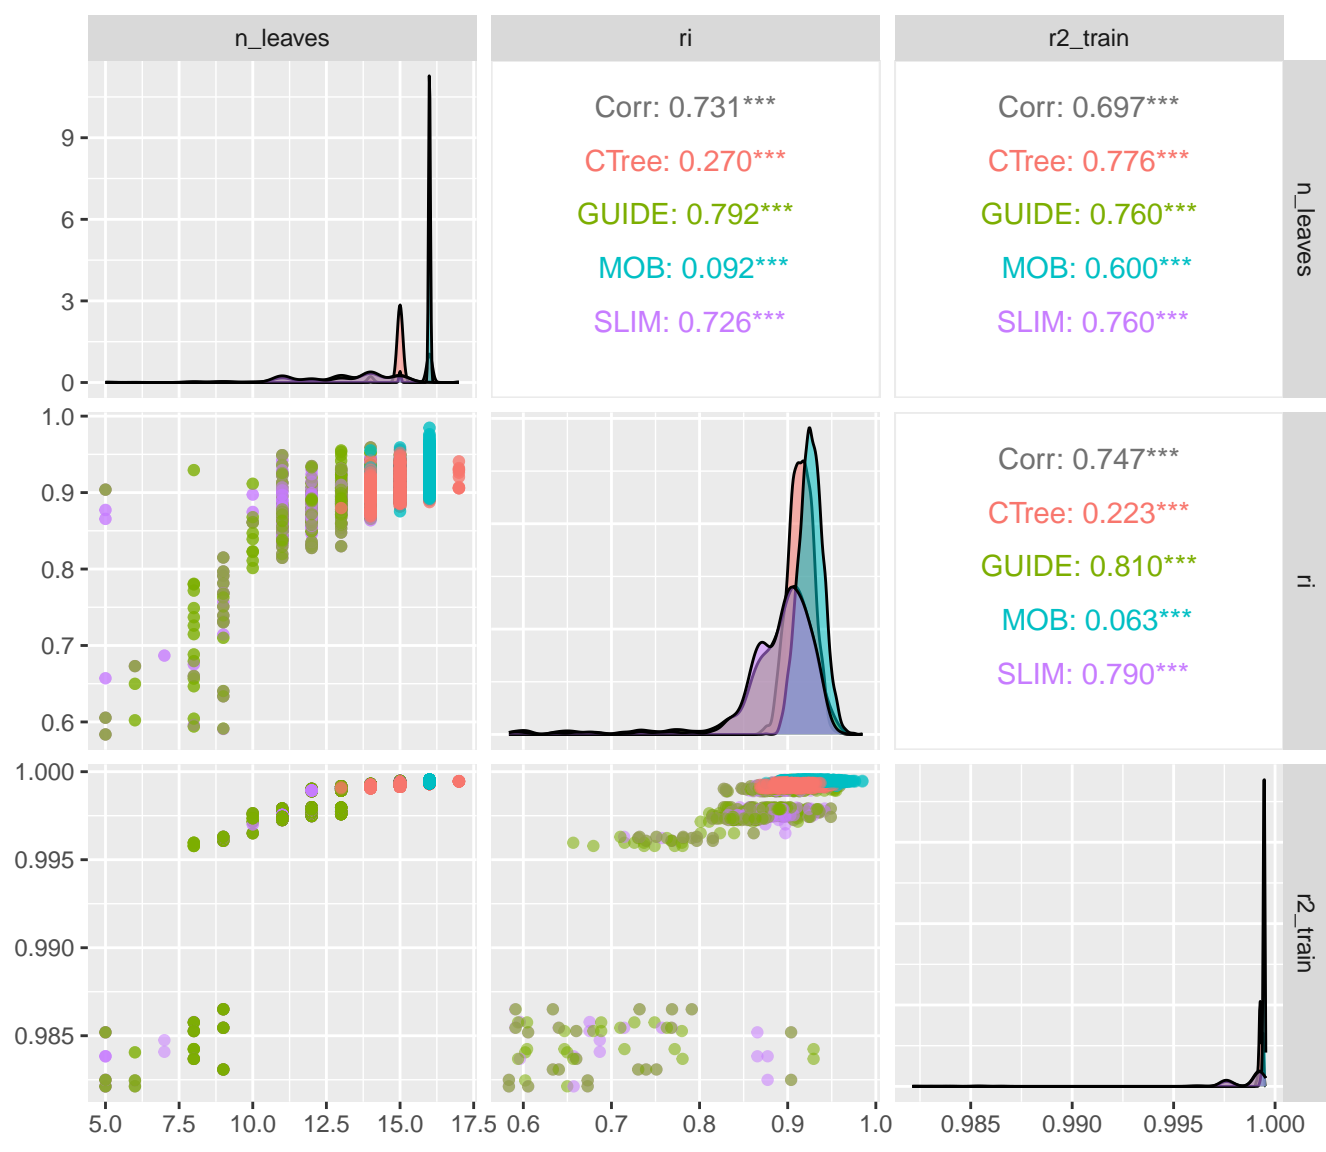 n_leaves
ri
r2_train
9
6
3
0
Corr: 0.731***
CTree: 0.270***
GUIDE: 0.792***
MOB: 0.092***
SLIM: 0.726***
Corr: 0.697***
CTree: 0.776***
GUIDE: 0.760***
MOB: 0.600***
SLIM: 0.760***
n_leaves
1.0
0.9
0.8
0.7
0.6
Corr: 0.747***
CTree: 0.223***
GUIDE: 0.810***
MOB: 0.063***
SLIM: 0.790***
ri
1.000
0.995
0.990
0.985
r2_train
5.0 7.5 10.0 12.5 15.0 17.5
0.6 0.7 0.8 0.9 1.0
0.985 0.990 0.995 1.000